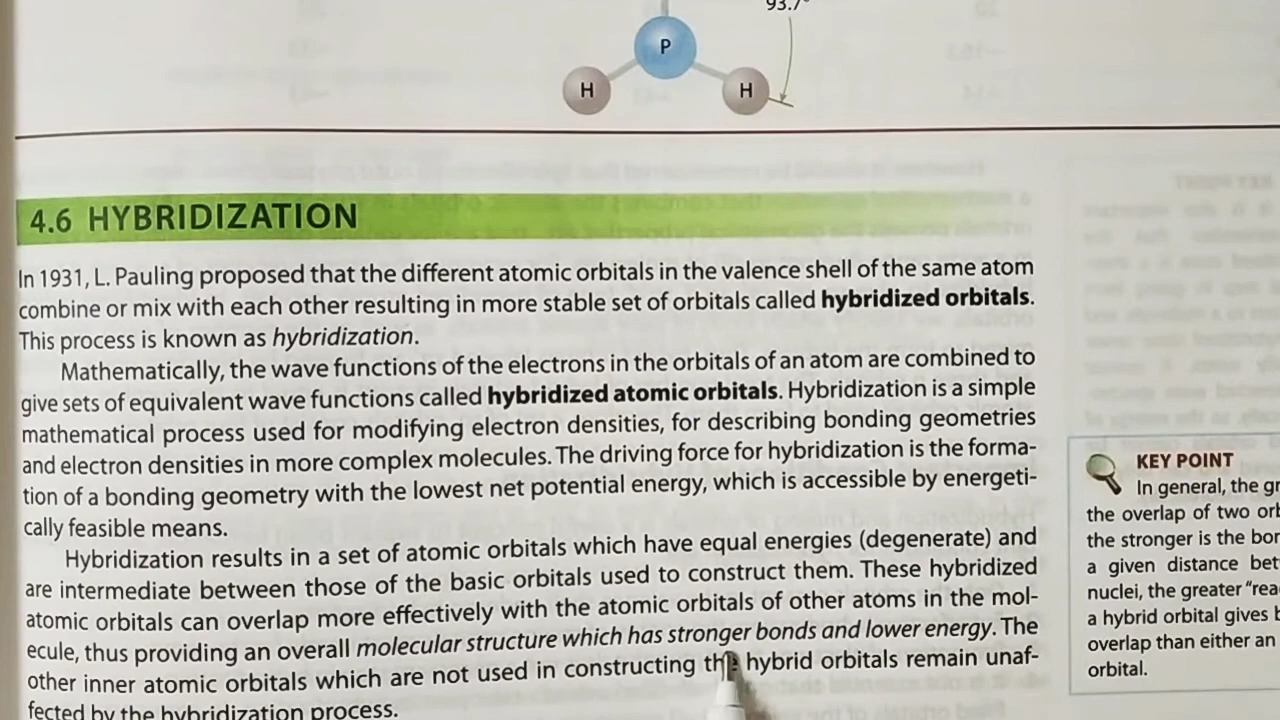 93.7°
P
H H
4.6 HYBRIDIZATION
In 1931, L. Pauling proposed that the different atomic orbitals in the valence shell of the same atom
combine or mix with each other resulting in more stable set of orbitals called hybridized orbitals.
This process is known as hybridization.
Mathematically, the wave functions of the electrons in the orbitals of an atom are combined to
give sets of equivalent wave functions called hybridized atomic orbitals. Hybridization is a simple
mathematical process used for modifying electron densities, for describing bonding geometries
and electron densities in more complex molecules. The driving force for hybridization is the forma-
tion of a bonding geometry with the lowest net potential energy, which is accessible by energeti-
cally feasible means.
Hybridization results in a set of atomic orbitals which have equal energies (degenerate) and
are intermediate between those of the basic orbitals used to construct them. These hybridized
atomic orbitals can overlap more effectively with the atomic orbitals of other atoms in the mol-
ecule, thus providing an overall molecular structure which has stronger bonds and lower energy. The
other inner atomic orbitals which are not used in constructing the hybrid orbitals remain unaf-
fected by the hybridization process.
KEY POINT
In general, the gr
the overlap of two orb
the stronger is the bon
a given distance bet
nuclei, the greater “rea
a hybrid orbital gives b
overlap than either an
orbital.